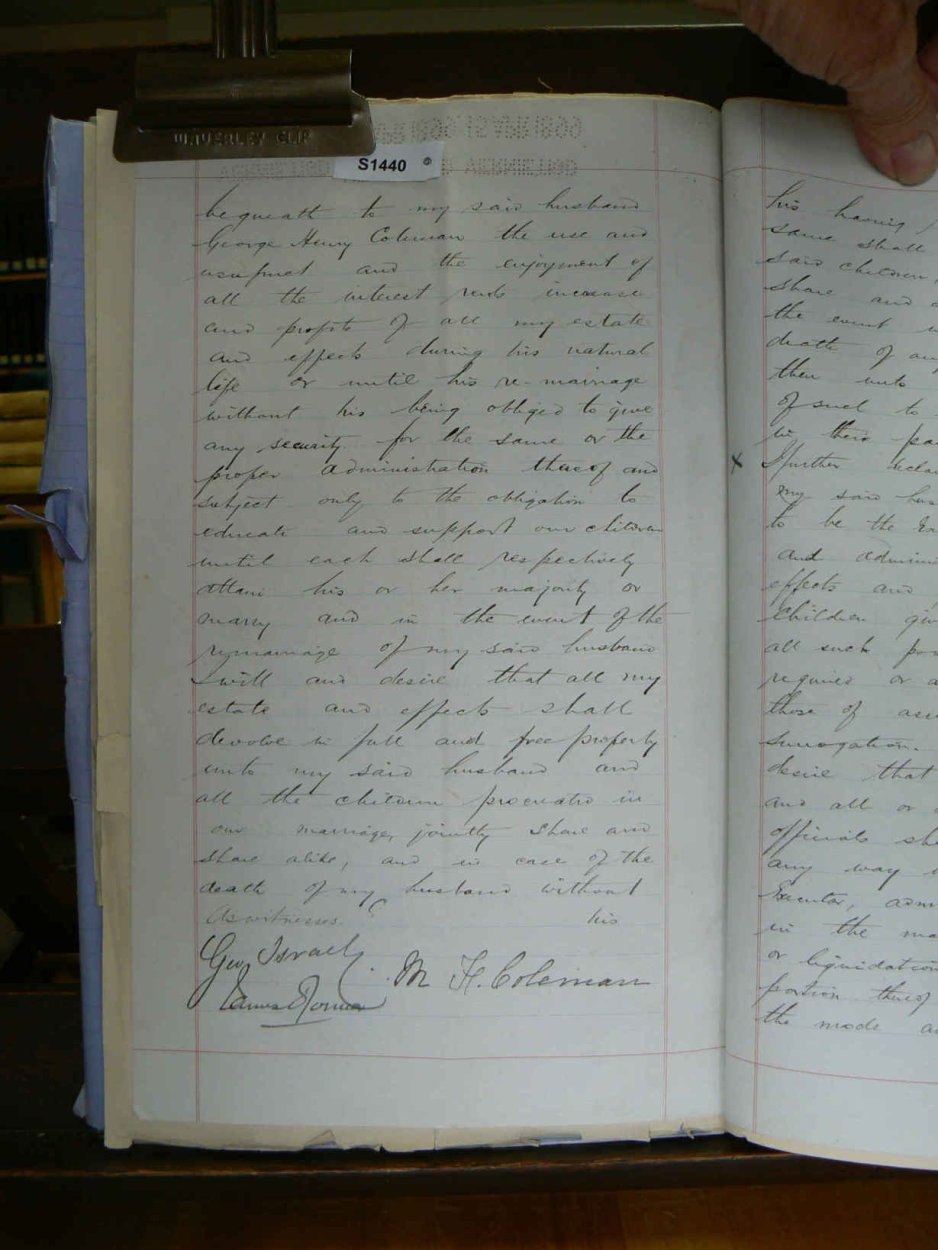 WAVERLEY CLIP
S1440
bequeath to my said husband
George Henry Coleman the use and
usufruct and the enjoyment of
all the interest rents increase
and profits of all my estate
and effects during his natural
life or until his re-marriage
without his being obliged to give
any security for the same or the
proper administration thereof and
subject only to the obligation to
educate and support our children
until each shall respectively
attain his or her majority or
marry and in the event of the
remarriage of my said husband
I will and desire that all my
estate and effects shall
devolve in full and free property
unto my said husband and
all the children procreated in
our marriage, jointly share and
share alike, and in case of the
death of my husband without
As witnesses. his
Geo. Israel
M H. Coleman
James
his having
same shall
said children,
share and
the event
death of
then unto
of such to
in their
x I further
my said
to be the
and
effects and
children
all such
requires or
those of
surrogation.
desire that
and all or
officials
any way
Executor,
in the
or liquidation
portion thereof
the mode